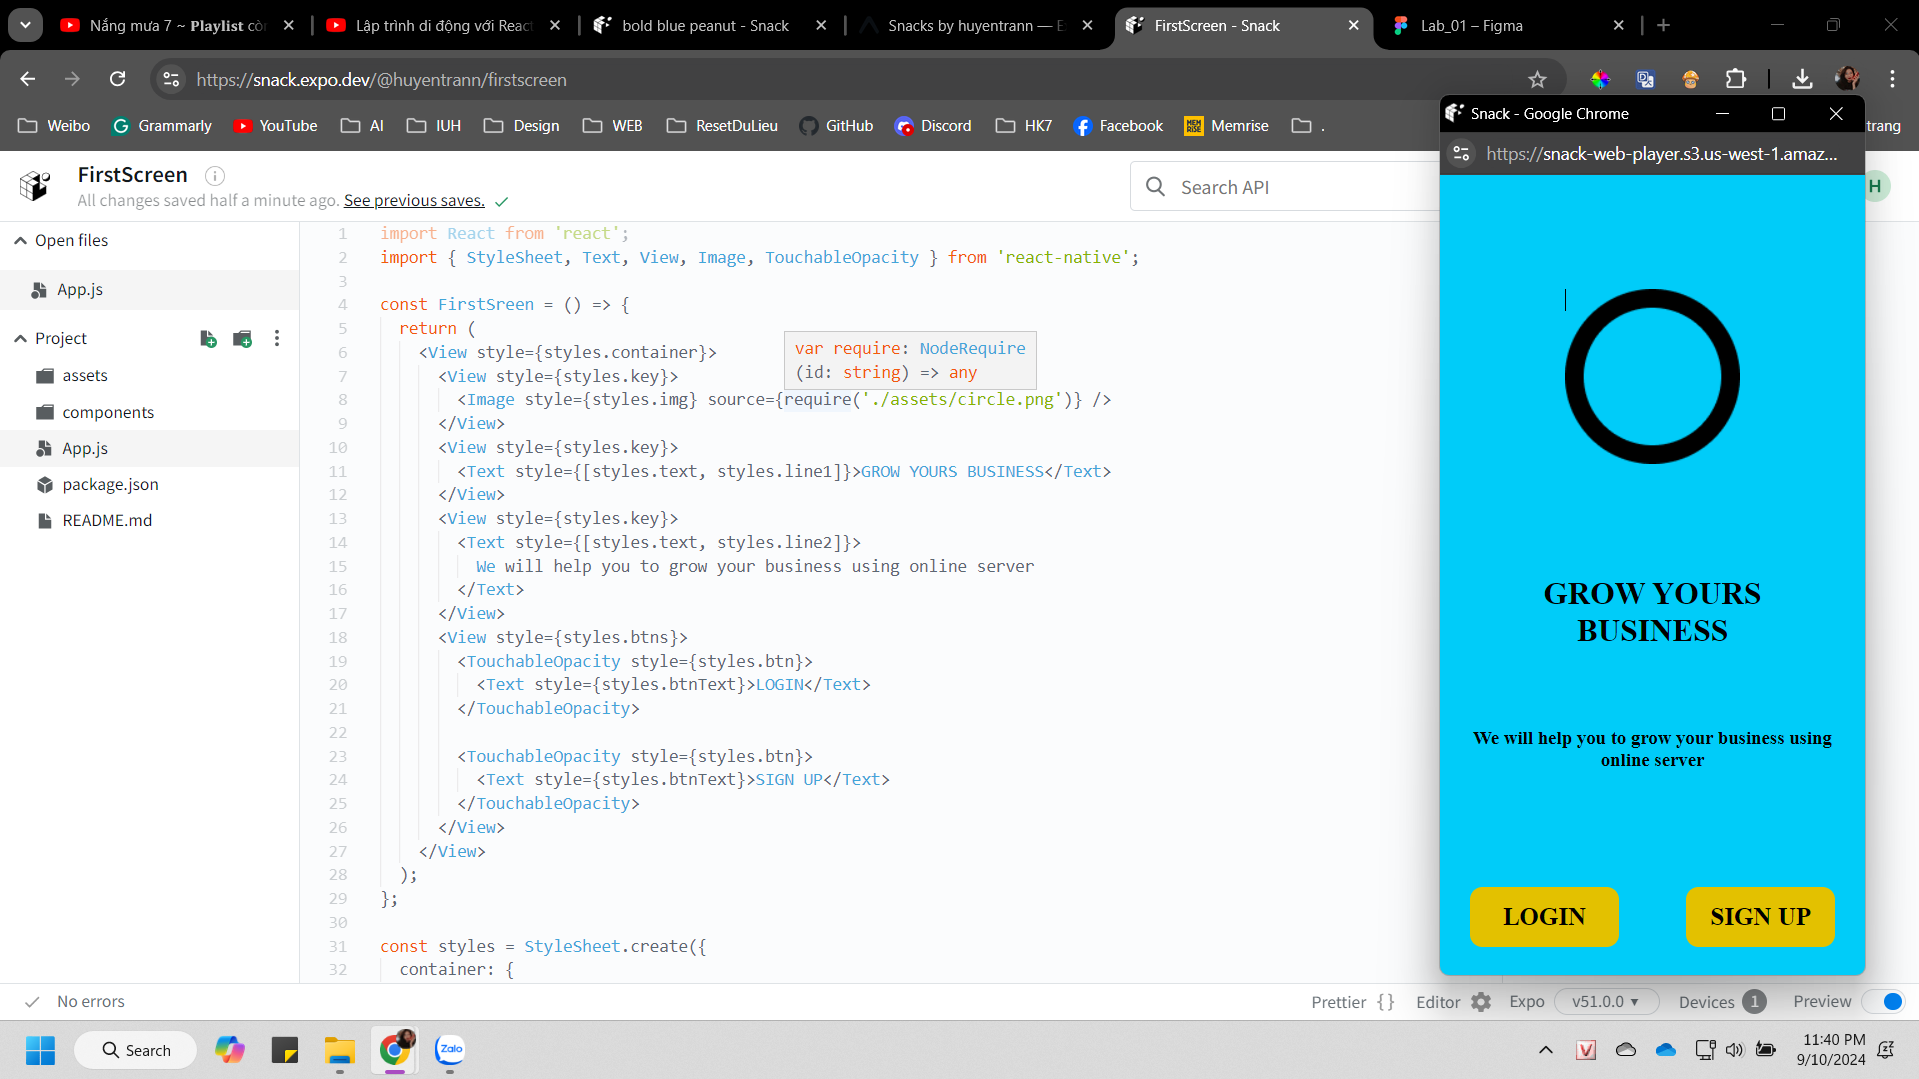 Nắng mưa 7 ~ Playlist
Lập trình di động với Reac
bold blue peanut - Snack
Snacks by huyentrann —
FirstScreen - Snack
Lab_01 – Figma
https://snack.expo.dev/@huyentrann/firstscreen
Weibo
Grammarly
YouTube
AI
IUH
Design
WEB
ResetDuLieu
GitHub
Discord
HK7
Facebook
Memrise
.
trang
FirstScreen
All changes saved half a minute ago. See previous saves.
Search API
H
Open files
App.js
Project
assets
components
App.js
package.json
README.md
1 import React from 'react';
2 import { StyleSheet, Text, View, Image, TouchableOpacity } from 'react-native';
3
4 const FirstSreen = () => {
5 return (
6 <View style={styles.container}>
7 <View style={styles.key}>
8 <Image style={styles.img} source={require('./assets/circle.png')} />
9 </View>
10 <View style={styles.key}>
11 <Text style={[styles.text, styles.line1]}>GROW YOURS BUSINESS</Text>
12 </View>
13 <View style={styles.key}>
14 <Text style={[styles.text, styles.line2]}>
15 We will help you to grow your business using online server
16 </Text>
17 </View>
18 <View style={styles.btns}>
19 <TouchableOpacity style={styles.btn}>
20 <Text style={styles.btnText}>LOGIN</Text>
21 </TouchableOpacity>
22
23 <TouchableOpacity style={styles.btn}>
24 <Text style={styles.btnText}>SIGN UP</Text>
25 </TouchableOpacity>
26 </View>
27 </View>
28 );
29 };
30
31 const styles = StyleSheet.create({
32 container: {
var require: NodeRequire
(id: string) => any
Snack - Google Chrome
https://snack-web-player.s3.us-west-1.amaz...
GROW YOURS
BUSINESS
We will help you to grow your business using
online server
LOGIN
SIGN UP
No errors
Prettier {}
Editor
Expo
v51.0.0
Devices 1
Preview
Search
Zalo
11:40 PM
9/10/2024